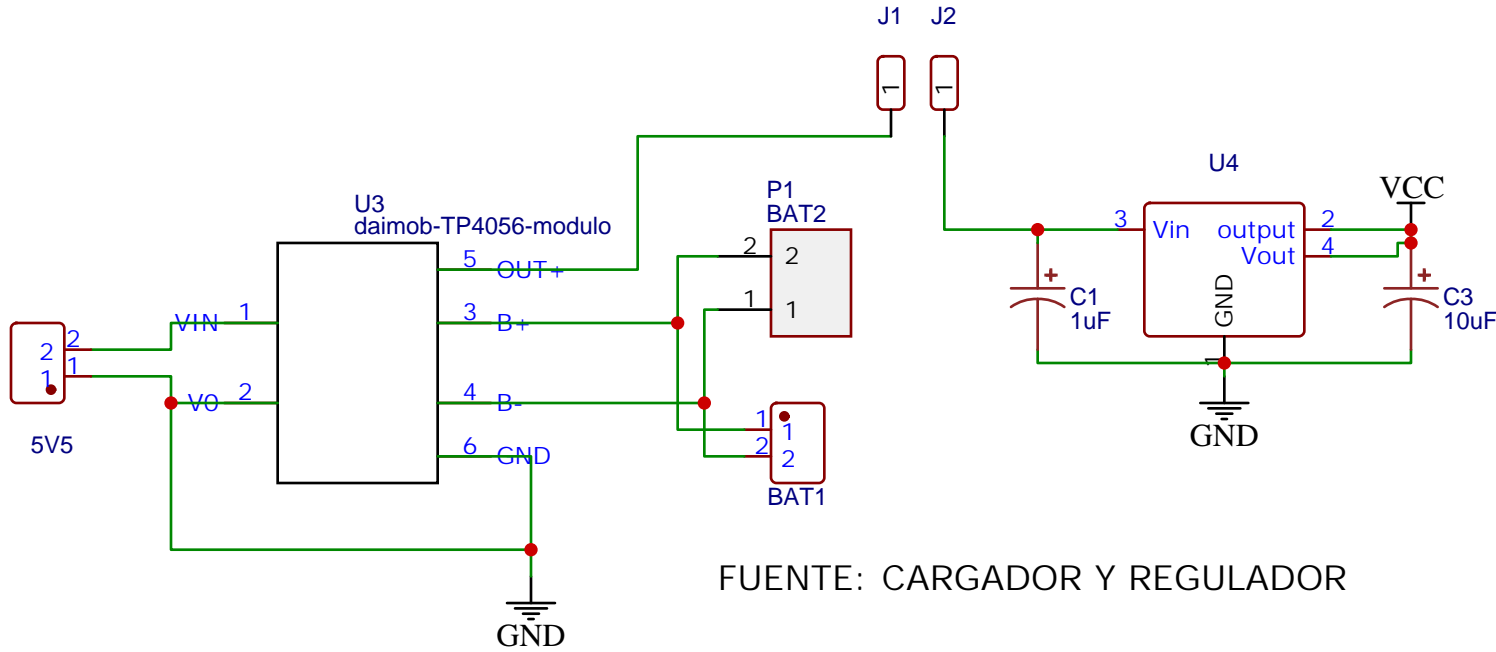 J1 J2
1 1
U4
P1
BAT2
VCC
U3
daimob-TP4056-modulo
3 Vin output 2
Vout 4
2 2
5 OUT+
GND
1 1
C1
1uF
C3
10uF
VIN 1
3 B+
2 2
1 1
1
V0 2
4 B-
1 1
2 2
GND
5V5
6 GND
BAT1
FUENTE: CARGADOR Y REGULADOR
GND